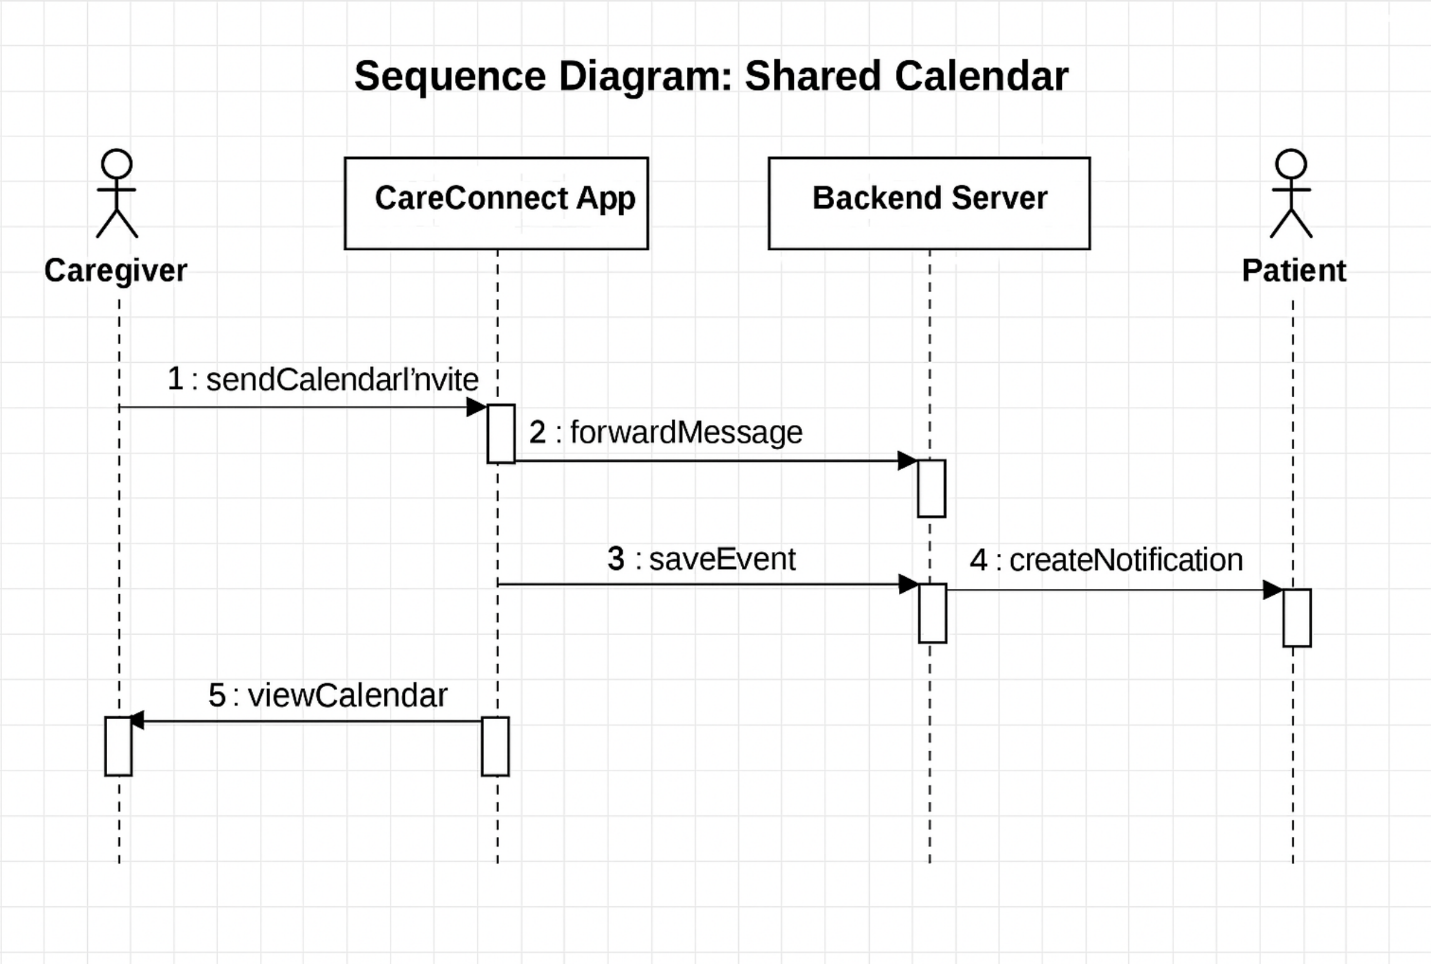 Sequence Diagram: Shared Calendar
CareConnect App
Backend Server
Caregiver
Patient
1 : sendCalendarI’nvite
2 : forwardMessage
3 : saveEvent
4 : createNotification
5 : viewCalendar